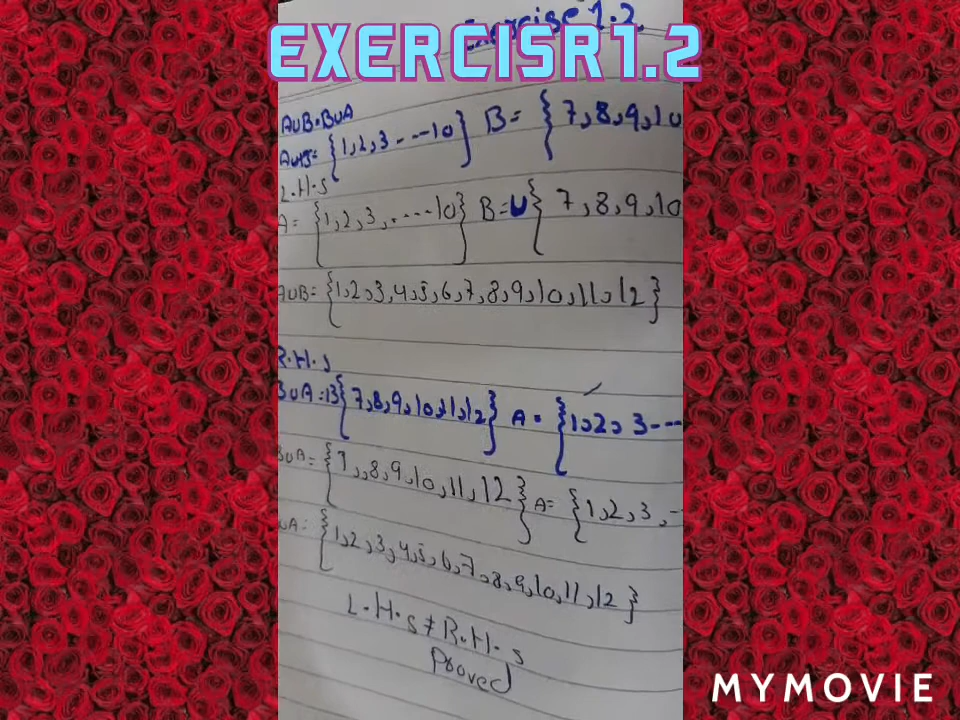 Exercise 1.2
EXERCISR1.2
AUB=BUA
AUB= {1,2,3----10} B= {7,8,9,10
L.H.S
A= {1,2,3,----10} B=U{ 7,8,9,10
AUB= {1,2,3,4,5,6,7,8,9,10,11,12}
R.H.S
BUA=B{7,8,9,10,11,12} A = {1,2,3---
BUA= {7,,8,9,10,11,12} A= {1,2,3,-
UA= {1,2,3,4,5,6,7,8,9,10,11,12}
L.H.S ≠ R.H.S
Proved
MYMOVIE